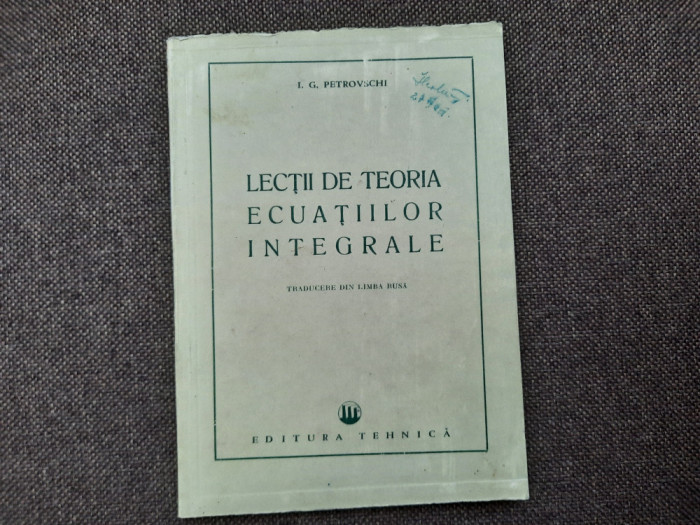 I. G. PETROVSCHI
LECȚII DE TEORIA
ECUAȚIILOR
INTEGRALE
TRADUCERE DIN LIMBA RUSĂ
EDITURA TEHNICĂ